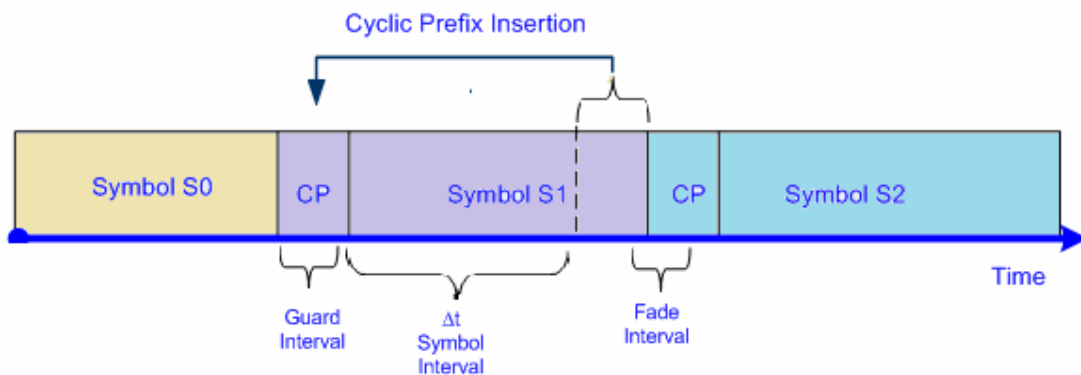 Cyclic Prefix Insertion
Symbol S0
CP
Symbol S1
CP
Symbol S2
Time
Guard
Interval
Δt
Symbol
Interval
Fade
Interval